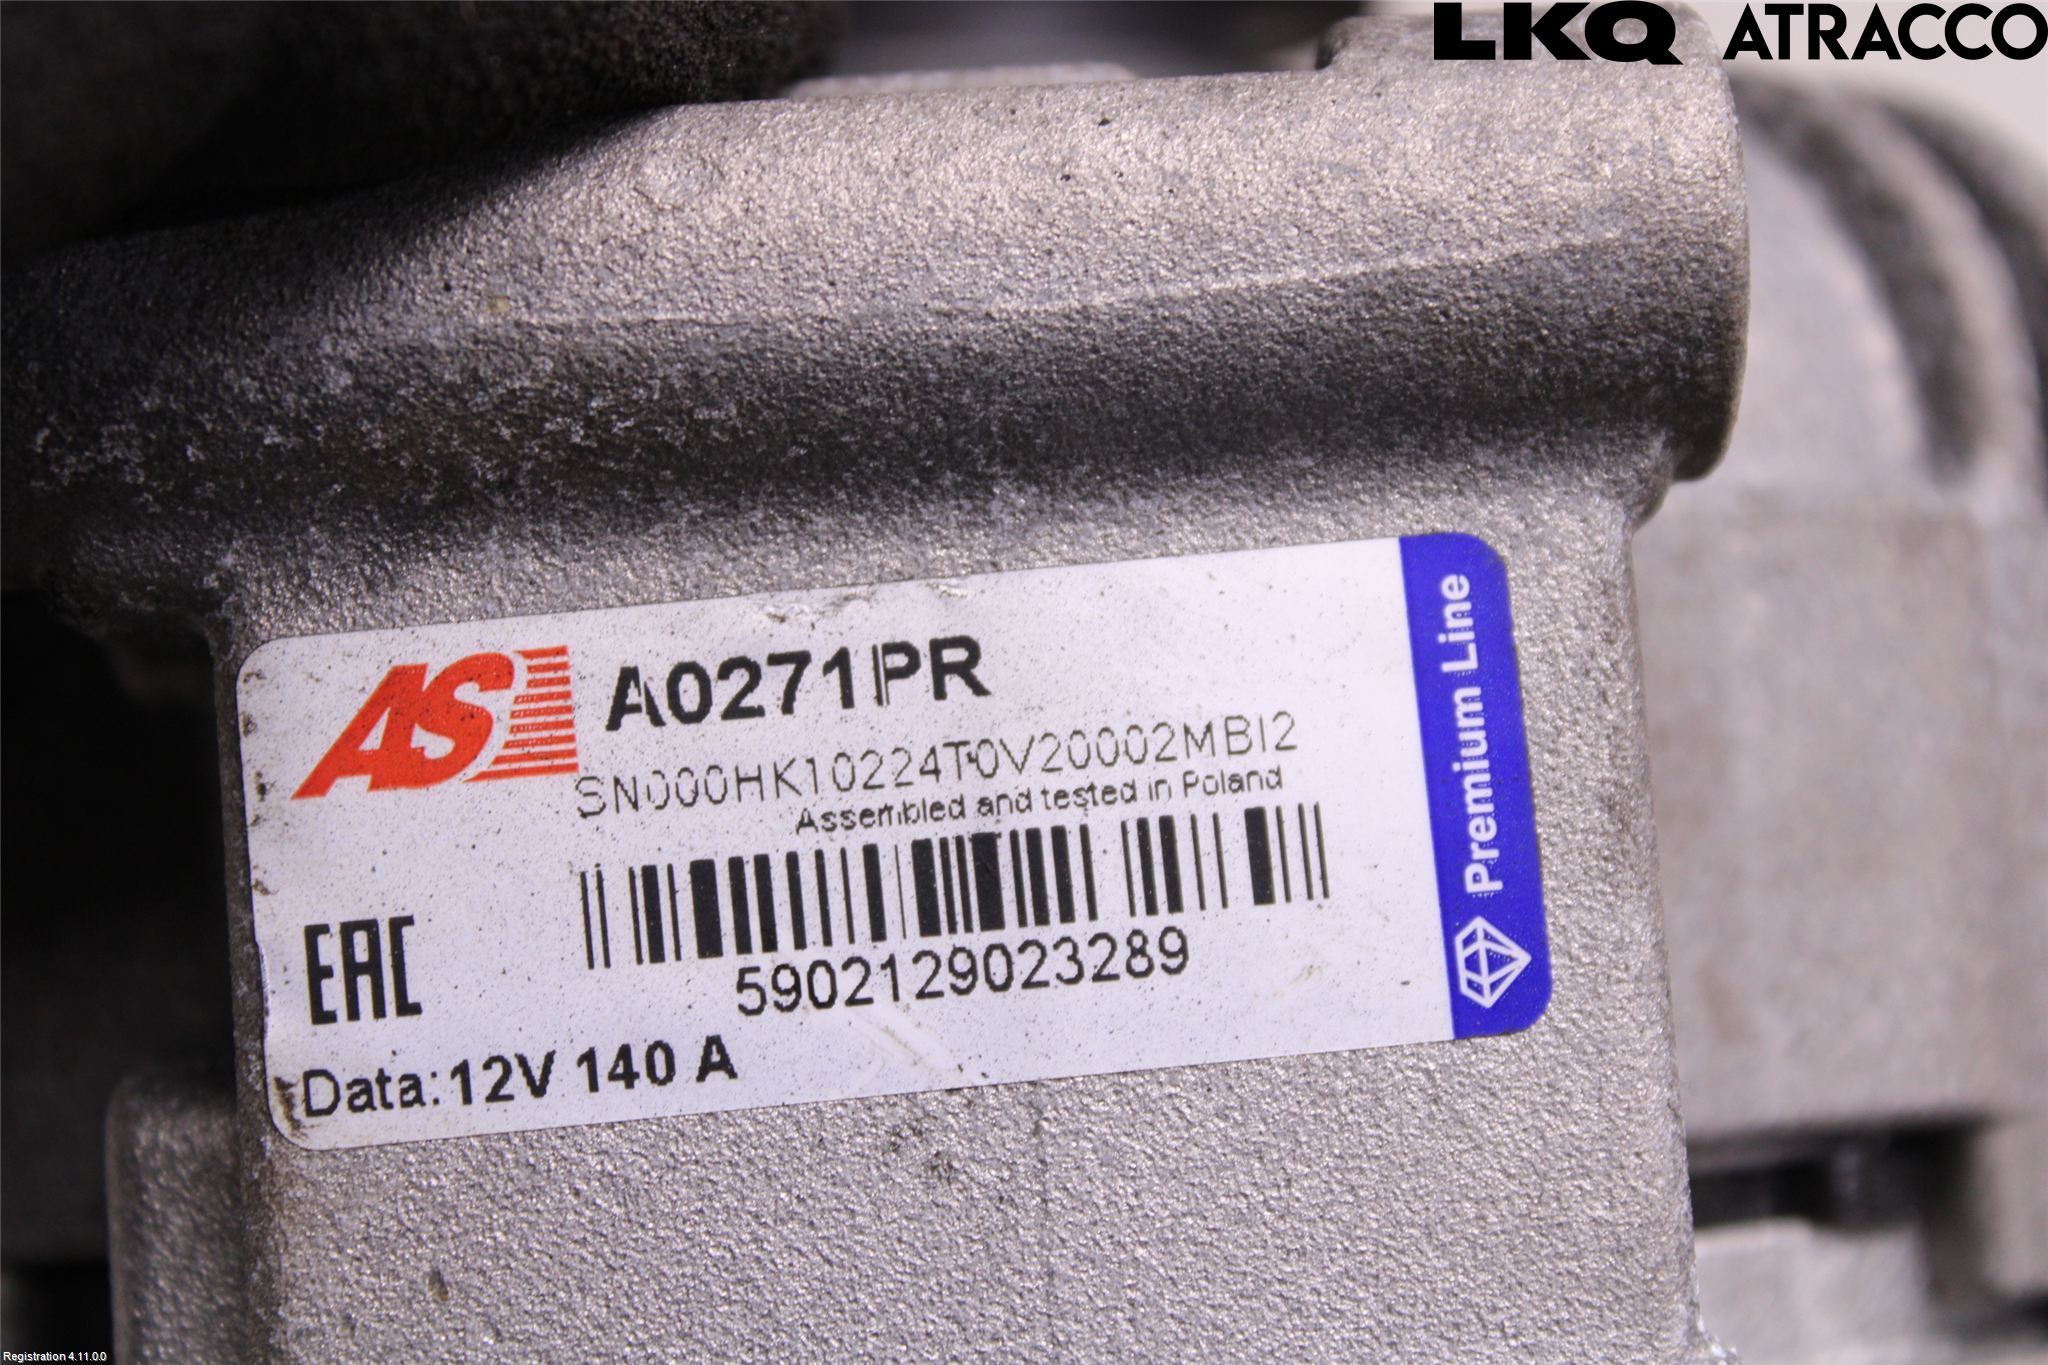 LKQ ATRACCO
AS
A0271PR
SN000HK10224T0V20002MBI2
Assembled and tested in Poland
5902129023289
EAC
Data: 12V 140 A
Premium Line
Registration 4.11.0.0